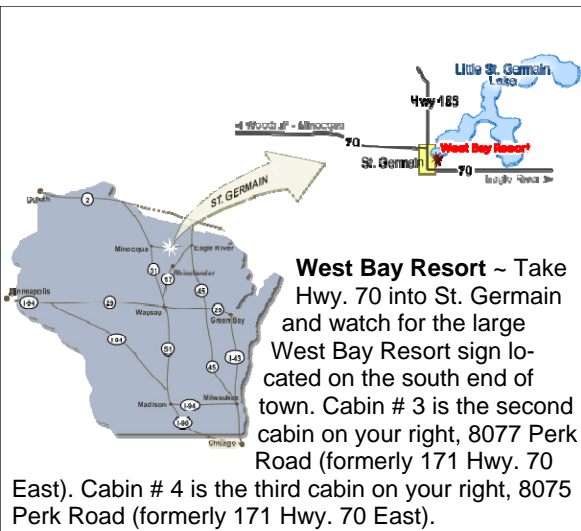 Little St. Germain
Lake
Hwy 155
Woodruff - Minocqua
70
West Bay Resort
St. Germain
70
Eagle River
ST. GERMAIN
Duluth
2
Minocqua
Eagle River
Rhinelander
Minneapolis
I-94
29
Wausau
45
29
Green Bay
I-94
51
I-43
45
Madison
I-94
Milwaukee
I-90
Chicago
West Bay Resort ~ Take
Hwy. 70 into St. Germain
and watch for the large
West Bay Resort sign lo-
cated on the south end of
town. Cabin # 3 is the second
cabin on your right, 8077 Perk
Road (formerly 171 Hwy. 70
East). Cabin # 4 is the third cabin on your right, 8075
Perk Road (formerly 171 Hwy. 70 East).